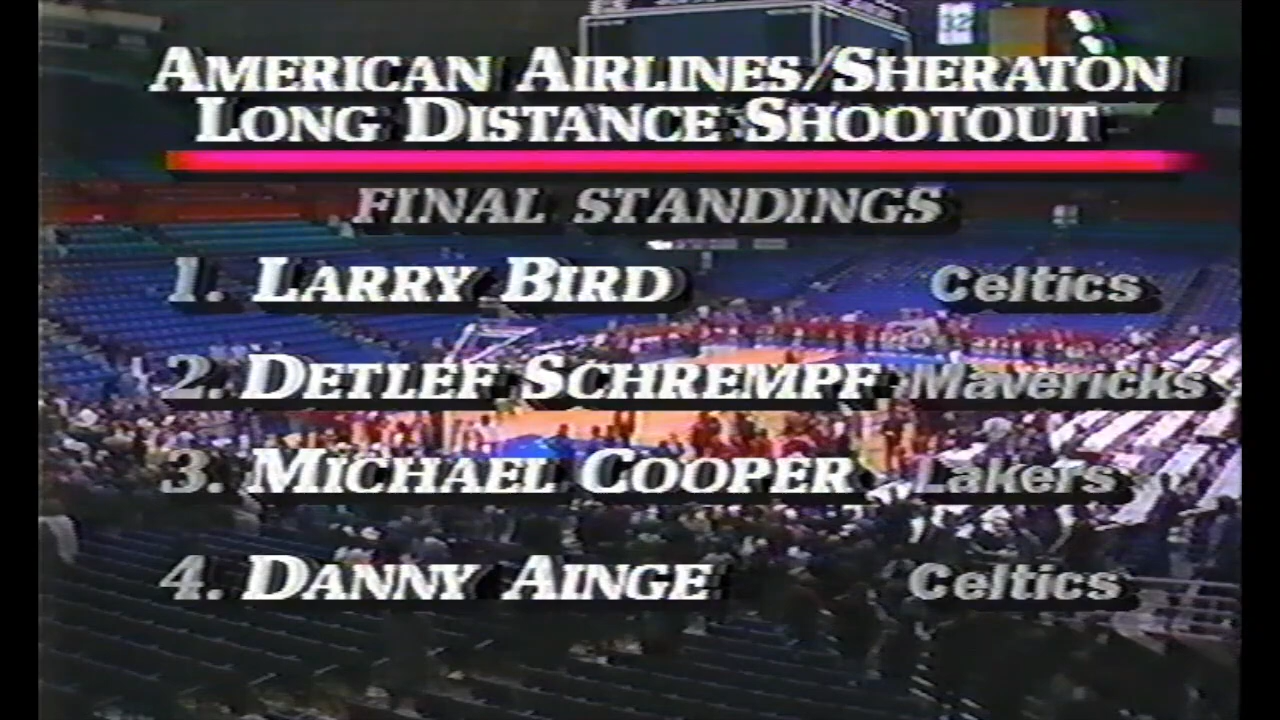 AMERICAN AIRLINES/SHERATON
LONG DISTANCE SHOOTOUT
FINAL STANDINGS
1. LARRY BIRD Celtics
2. DETLEF SCHREMPF Mavericks
3. MICHAEL COOPER Lakers
4. DANNY AINGE Celtics
32